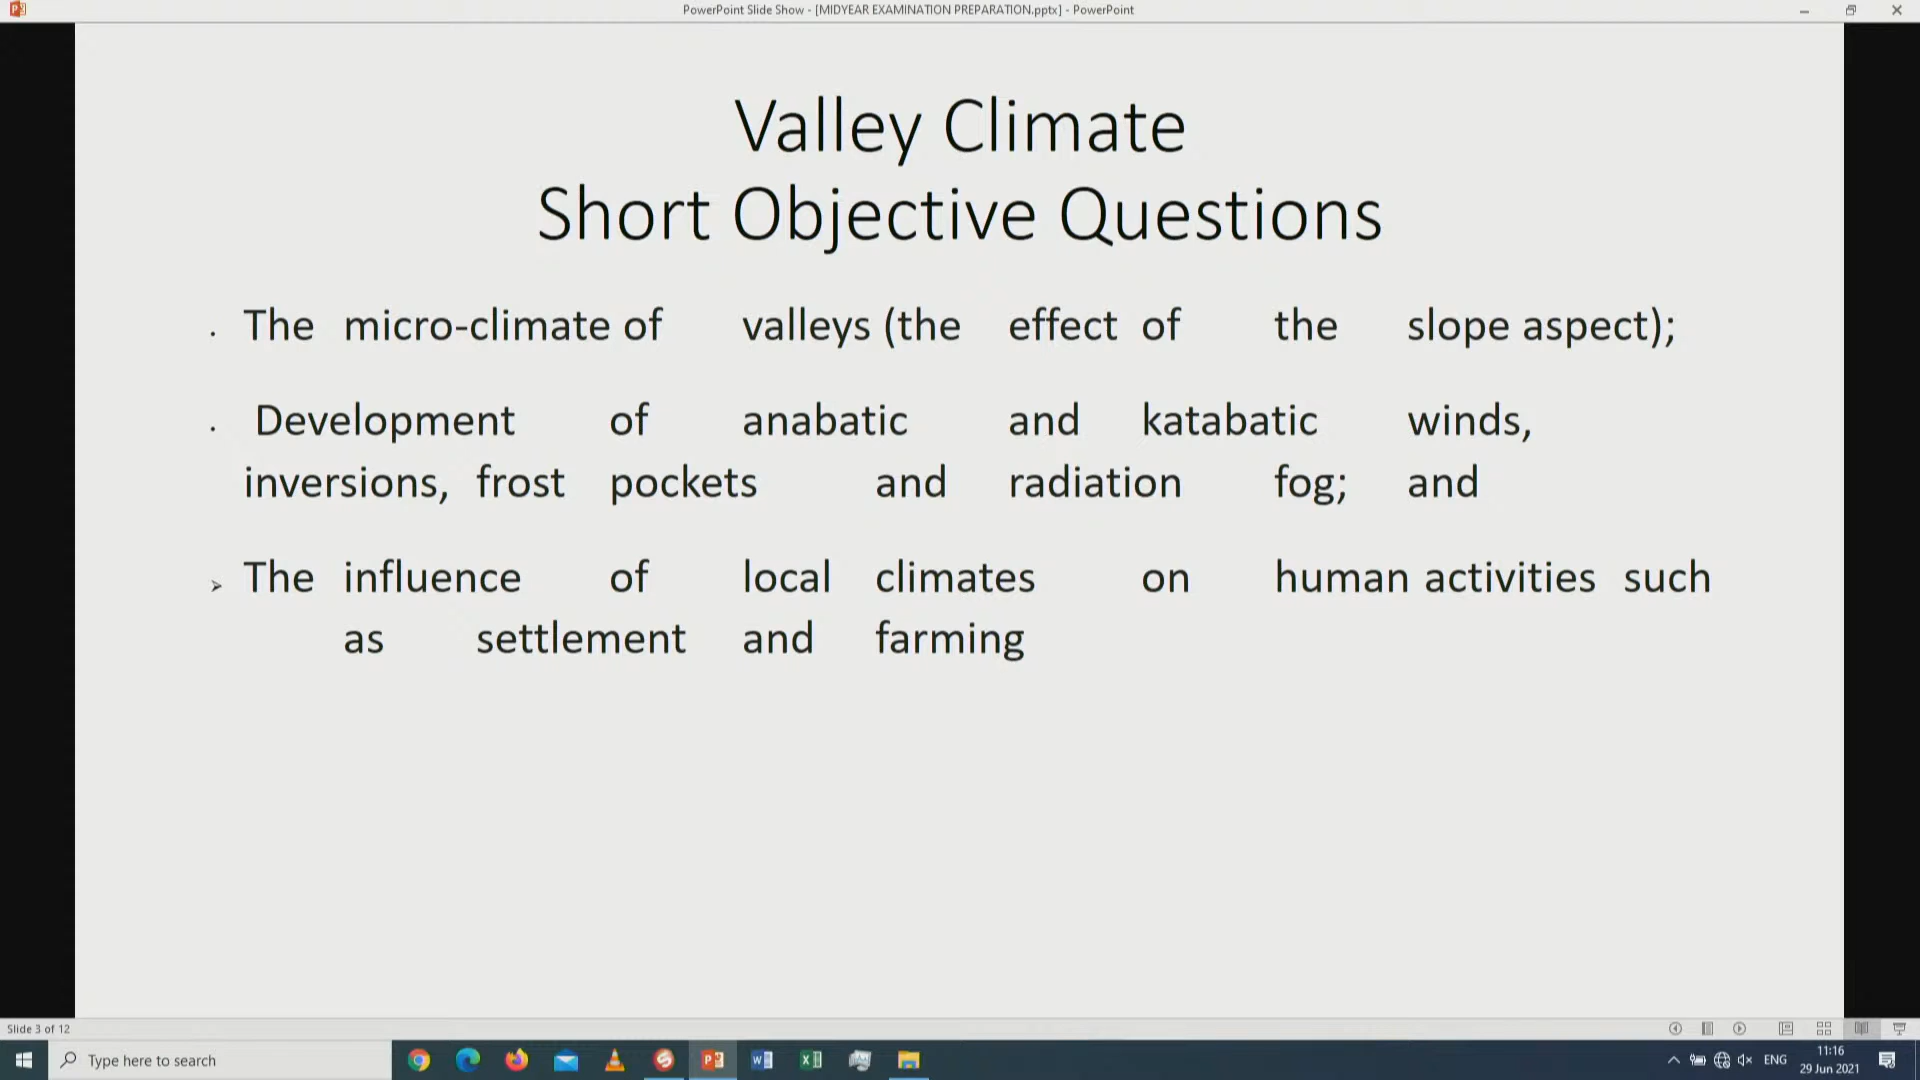 PowerPoint Slide Show - [MIDYEAR EXAMINATION PREPARATION.pptx] - PowerPoint
Valley Climate
Short Objective Questions
The micro-climate of valleys (the effect of the slope aspect);
Development of anabatic and katabatic winds,
inversions, frost pockets and radiation fog; and
The influence of local climates on human activities such
as settlement and farming
Slide 3 of 12
Type here to search
ENG
11:16
29 Jun 2021